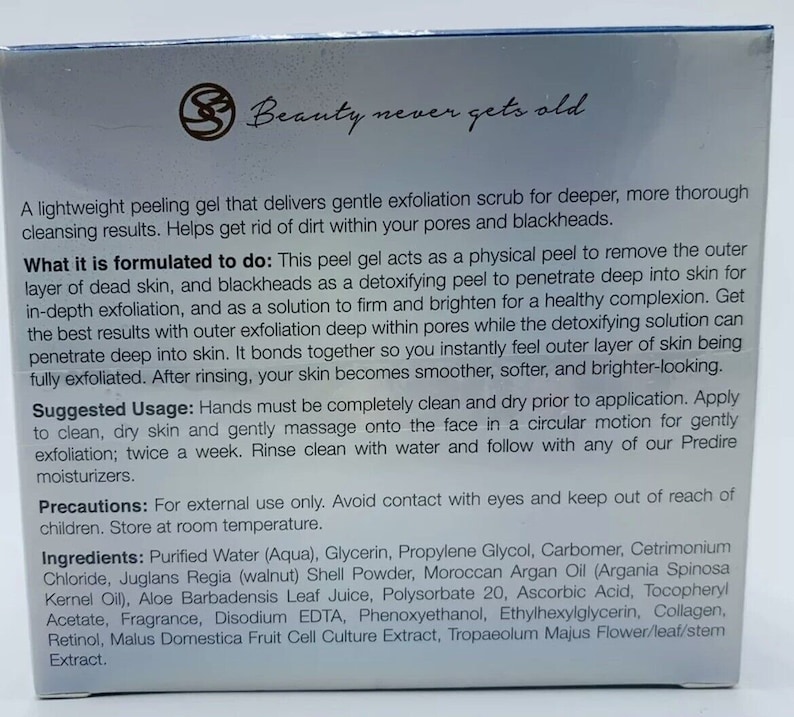 Beauty never gets old
A lightweight peeling gel that delivers gentle exfoliation scrub for deeper, more thorough
cleansing results. Helps get rid of dirt within your pores and blackheads.
What it is formulated to do: This peel gel acts as a physical peel to remove the outer
layer of dead skin, and blackheads as a detoxifying peel to penetrate deep into skin for
in-depth exfoliation, and as a solution to firm and brighten for a healthy complexion. Get
the best results with outer exfoliation deep within pores while the detoxifying solution can
penetrate deep into skin. It bonds together so you instantly feel outer layer of skin being
fully exfoliated. After rinsing, your skin becomes smoother, softer, and brighter-looking.
Suggested Usage: Hands must be completely clean and dry prior to application. Apply
to clean, dry skin and gently massage onto the face in a circular motion for gently
exfoliation; twice a week. Rinse clean with water and follow with any of our Predire
moisturizers.
Precautions: For external use only. Avoid contact with eyes and keep out of reach of
children. Store at room temperature.
Ingredients: Purified Water (Aqua), Glycerin, Propylene Glycol, Carbomer, Cetrimonium
Chloride, Juglans Regia (walnut) Shell Powder, Moroccan Argan Oil (Argania Spinosa
Kernel Oil), Aloe Barbadensis Leaf Juice, Polysorbate 20, Ascorbic Acid, Tocopheryl
Acetate, Fragrance, Disodium EDTA, Phenoxyethanol, Ethylhexylglycerin, Collagen,
Retinol, Malus Domestica Fruit Cell Culture Extract, Tropaeolum Majus Flower/leaf/stem
Extract.